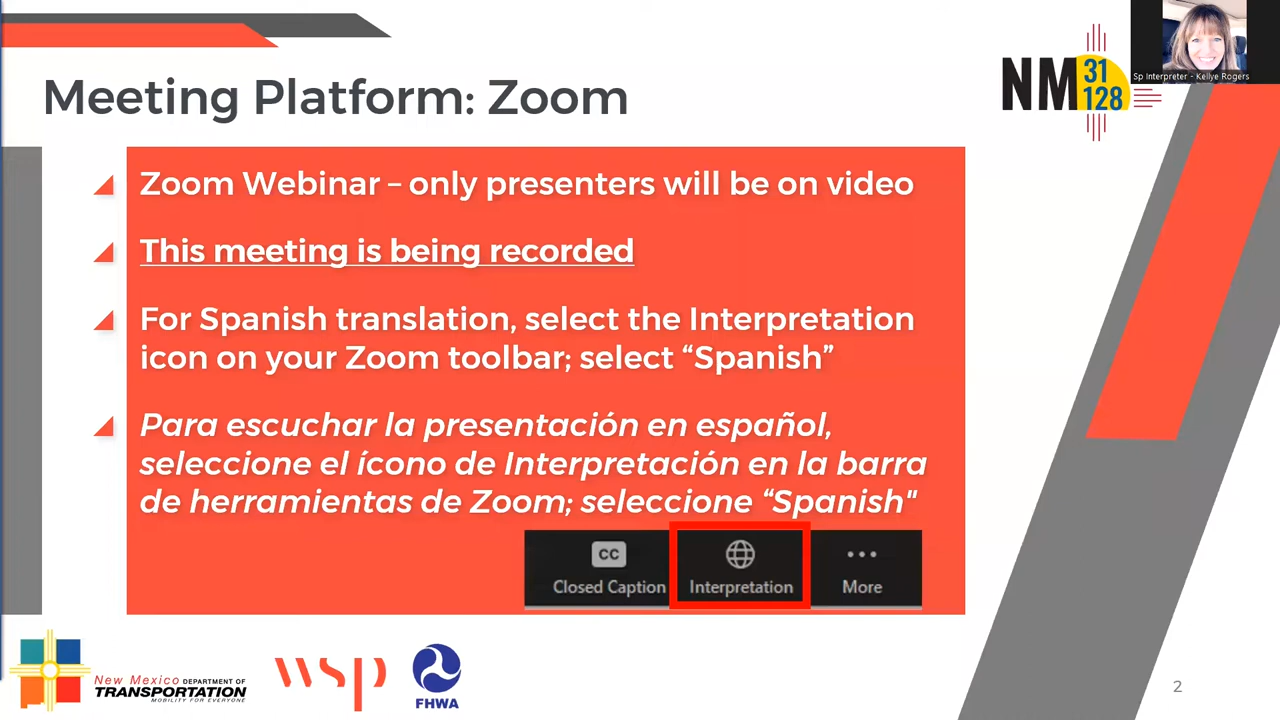 Meeting Platform: Zoom
NM 31
128
Sp Interpreter - Kellye Rogers
Zoom Webinar – only presenters will be on video
This meeting is being recorded
For Spanish translation, select the Interpretation
icon on your Zoom toolbar; select “Spanish”
Para escuchar la presentación en español,
seleccione el ícono de Interpretación en la barra
de herramientas de Zoom; seleccione “Spanish"
CC
Closed Caption
Interpretation
More
New Mexico DEPARTMENT OF
TRANSPORTATION
MOBILITY FOR EVERYONE
wsp
FHWA
2